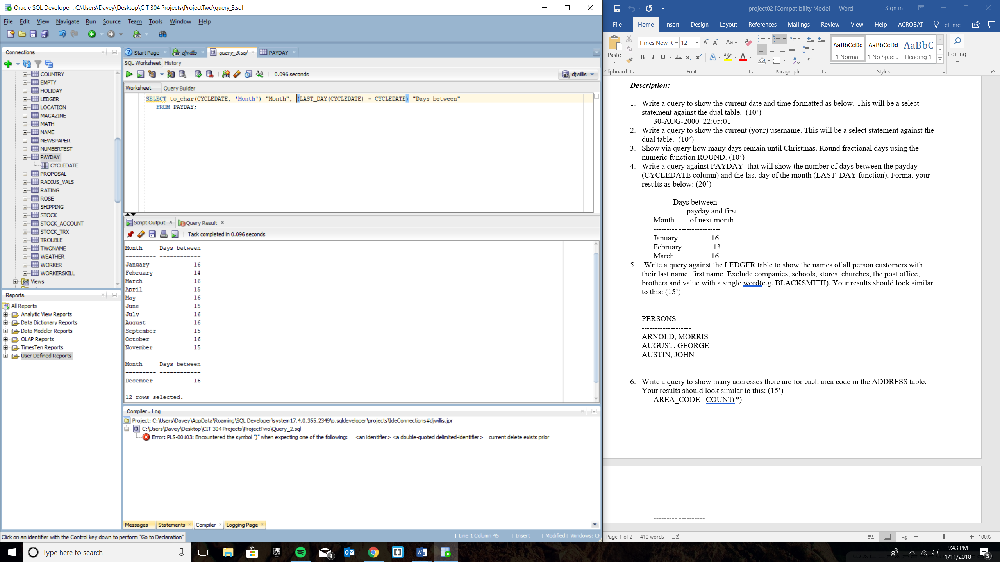 Oracle SQL Developer : C:\Users\Davey\Desktop\CIT 304 Projects\ProjectTwo\query_3.sql
File Edit View Navigate Run Source Team Tools Window Help
Connections
COUNTRY
EMPTY
HOLIDAY
LEDGER
LOCATION
MAGAZINE
MATH
NAME
NEWSPAPER
NUMBERTEST
PAYDAY
CYCLEDATE
PROPOSAL
RADIUS_VALS
RATING
ROSE
SHIPPING
STOCK
STOCK_ACCOUNT
STOCK_TRX
TROUBLE
TWONAME
WEATHER
WORKER
WORKERSKILL
Views
Reports
All Reports
Analytic View Reports
Data Dictionary Reports
Data Modeler Reports
OLAP Reports
TimesTen Reports
User Defined Reports
Start Page djwillis query_3.sql PAYDAY
SQL Worksheet History
0.096 seconds djwillis
Worksheet Query Builder
SELECT to_char(CYCLEDATE, 'Month') "Month", (LAST_DAY(CYCLEDATE) - CYCLEDATE) "Days between"
FROM PAYDAY;
Script Output Query Result
Task completed in 0.096 seconds
Month Days between
--------- ------------
January 16
February 14
March 16
April 15
May 16
June 15
July 16
August 16
September 15
October 16
November 15
Month Days between
--------- ------------
December 16
12 rows selected.
Compiler - Log
Project: C:\Users\Davey\AppData\Roaming\SQL Developer\system17.4.0.355.2349\o.sqldeveloper\projects\IdeConnections#djwillis.jpr
C:\Users\Davey\Desktop\CIT 304 Projects\ProjectTwo\Query_2.sql
Error: PLS-00103: Encountered the symbol ")" when expecting one of the following: <an identifier> <a double-quoted delimited-identifier> current delete exists prior
Messages Statements Compiler Logging Page
Click on an identifier with the Control key down to perform "Go to Declaration" | Line 1 Column 45 | Insert | Modified | Windows: CF
project02 [Compatibility Mode] - Word Sign in
File Home Insert Design Layout References Mailings Review View Help ACROBAT Tell me
Times New R 12
Paste
Clipboard Font Paragraph Styles
AaBbCcDd AaBbCcDd AaBbC
¶ Normal ¶ No Spac... Heading 1
Editing
Description:
1. Write a query to show the current date and time formatted as below. This will be a select
statement against the dual table. (10’)
30-AUG-2000 22:05:01
2. Write a query to show the current (your) username. This will be a select statement against the
dual table. (10’)
3. Show via query how many days remain until Christmas. Round fractional days using the
numeric function ROUND. (10’)
4. Write a query against PAYDAY that will show the number of days between the payday
(CYCLEDATE column) and the last day of the month (LAST_DAY function). Format your
results as below: (20’)
Days between
payday and first
Month of next month
--------- ----------------
January 16
February 13
March 16
5. Write a query against the LEDGER table to show the names of all person customers with
their last name, first name. Exclude companies, schools, stores, churches, the post office,
brothers and value with a single word(e.g. BLACKSMITH). Your results should look similar
to this: (15’)
PERSONS
-------------------
ARNOLD, MORRIS
AUGUST, GEORGE
AUSTIN, JOHN
6. Write a query to show many addresses there are for each area code in the ADDRESS table.
Your results should look similar to this: (15’)
AREA_CODE COUNT(*)
--------- ----------
Page 1 of 2 410 words 100%
Type here to search
EPIC GAMES
3
9:43 PM
1/11/2018
5